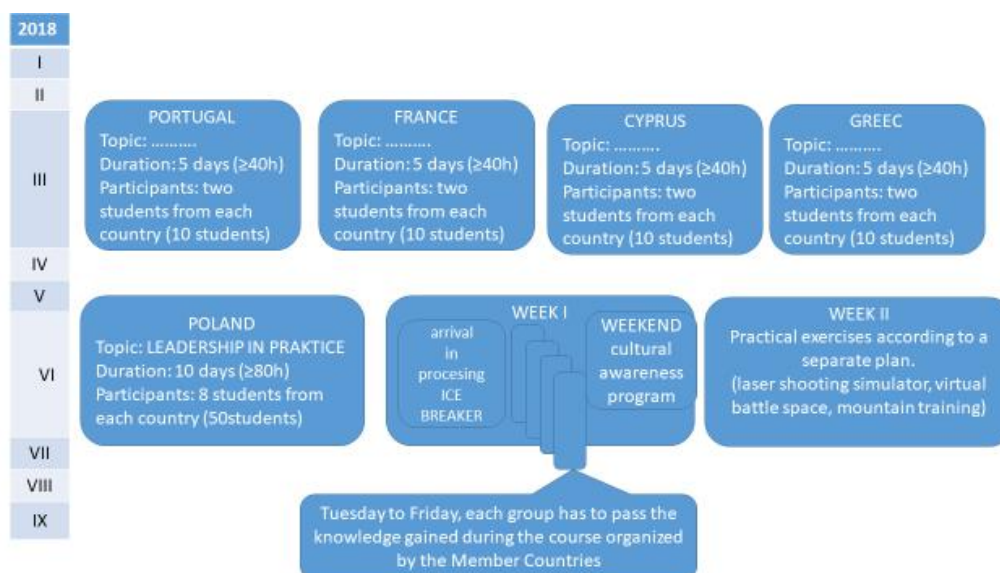 2018
I
II
III
IV
V
VI
VII
VIII
IX
PORTUGAL
Topic: ..........
Duration: 5 days (≥40h)
Participants: two
students from each
country (10 students)
FRANCE
Topic: ..........
Duration: 5 days (≥40h)
Participants: two
students from each
country (10 students)
CYPRUS
Topic: ..........
Duration: 5 days (≥40h)
Participants: two
students from each
country (10 students)
GREEC
Topic: ..........
Duration: 5 days (≥40h)
Participants: two
students from each
country (10 students)
POLAND
Topic: LEADERSHIP IN PRAKTICE
Duration: 10 days (≥80h)
Participants: 8 students from
each country (50students)
WEEK I
arrival
in
procesing
ICE
BREAKER
WEEKEND
cultural
awareness
program
WEEK II
Practical exercises according to a
separate plan.
(laser shooting simulator, virtual
battle space, mountain training)
Tuesday to Friday, each group has to pass the
knowledge gained during the course organized
by the Member Countries